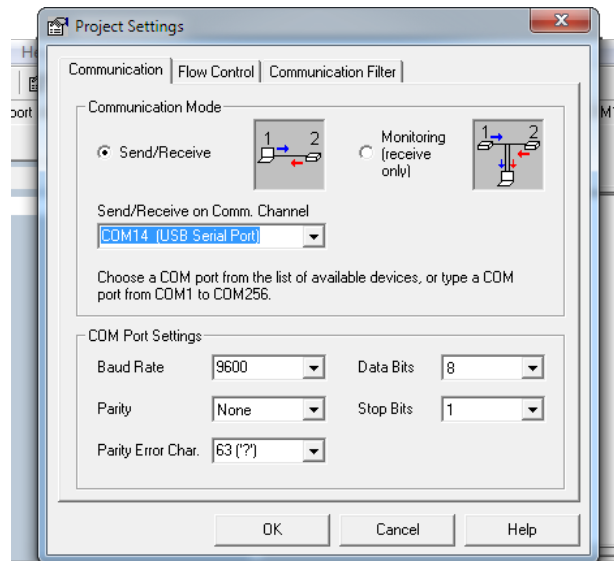 Project Settings
Communication Flow Control Communication Filter
Communication Mode
Send/Receive
1 2
Monitoring
(receive
only)
1 2
Send/Receive on Comm. Channel
COM14 (USB Serial Port)
Choose a COM port from the list of available devices, or type a COM
port from COM1 to COM256.
COM Port Settings
Baud Rate 9600 Data Bits 8
Parity None Stop Bits 1
Parity Error Char. 63 ('?')
OK Cancel Help